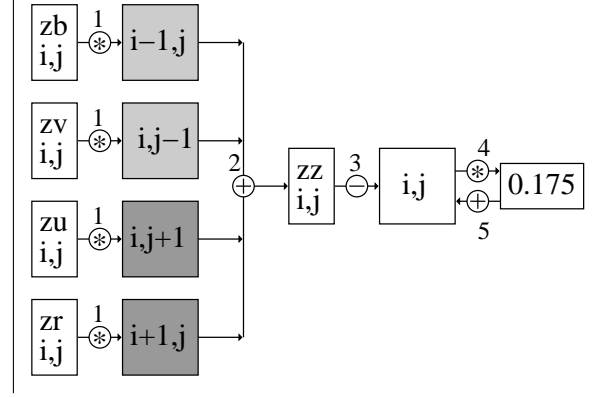 1
zb
i,j
*
i−1,j
1
zv
i,j
*
i,j−1
2
+
zz
i,j
3
−
i,j
4
*
0.175
+
5
1
zu
i,j
*
i,j+1
1
zr
i,j
*
i+1,j